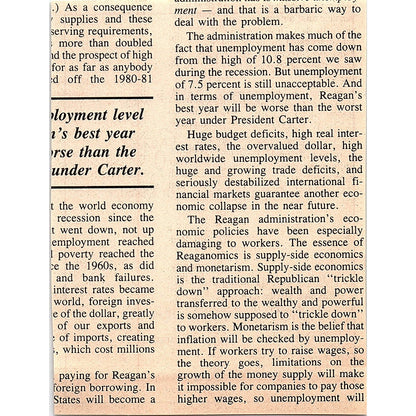 .) As a consequence
supplies and these
serving requirements,
more than doubled
nd the prospect is
for as far as anybody
d off the 1980-81
loyment level
n's best year
rse than the
under Carter.
t the world economy
recession since the
t went down, not up
employment reached
l poverty reached the
ce the 1960s, as did
and bank failures.
interest rates became
world, foreign inves-
e of the dollar, greatly
of our exports and
e of imports, creating
s, which cost millions
paying for Reagan's
foreign borrowing. In
States will become a
ment — and that is a barbaric way to
deal with the problem.
The administration makes much of the
fact that unemployment has come down
from the high of 10.8 percent we saw
during the recession. But unemployment
of 7.5 percent is still unacceptable. And
in terms of unemployment, Reagan's
best year will be worse than the worst
year under President Carter.
Huge budget deficits, high real inter-
est rates, the overvalued dollar, high
worldwide unemployment levels, the
huge and growing trade deficits, and
seriously destabilized international fi-
nancial markets guarantee another eco-
nomic collapse in the near future.
The Reagan administration's eco-
nomic policies have been especially
damaging to workers. The essence of
Reaganomics is supply-side economics
and monetarism. Supply-side economics
is the traditional Republican "trickle
down" approach: wealth and power
transferred to the wealthy and powerful
is somehow supposed to "trickle down"
to workers. Monetarism is the belief that
inflation will be checked by unemploy-
ment. If workers try to raise wages, so
the theory goes, limitations on the
growth of the money supply will make
it impossible for companies to pay those
higher wages, so unemployment will